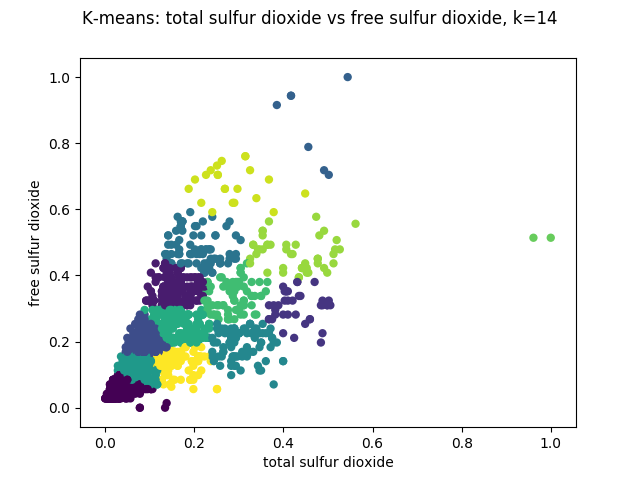 K-means: total sulfur dioxide vs free sulfur dioxide, k=14
1.0
0.8
0.6
0.4
0.2
0.0
free sulfur dioxide
0.0 0.2 0.4 0.6 0.8 1.0
total sulfur dioxide